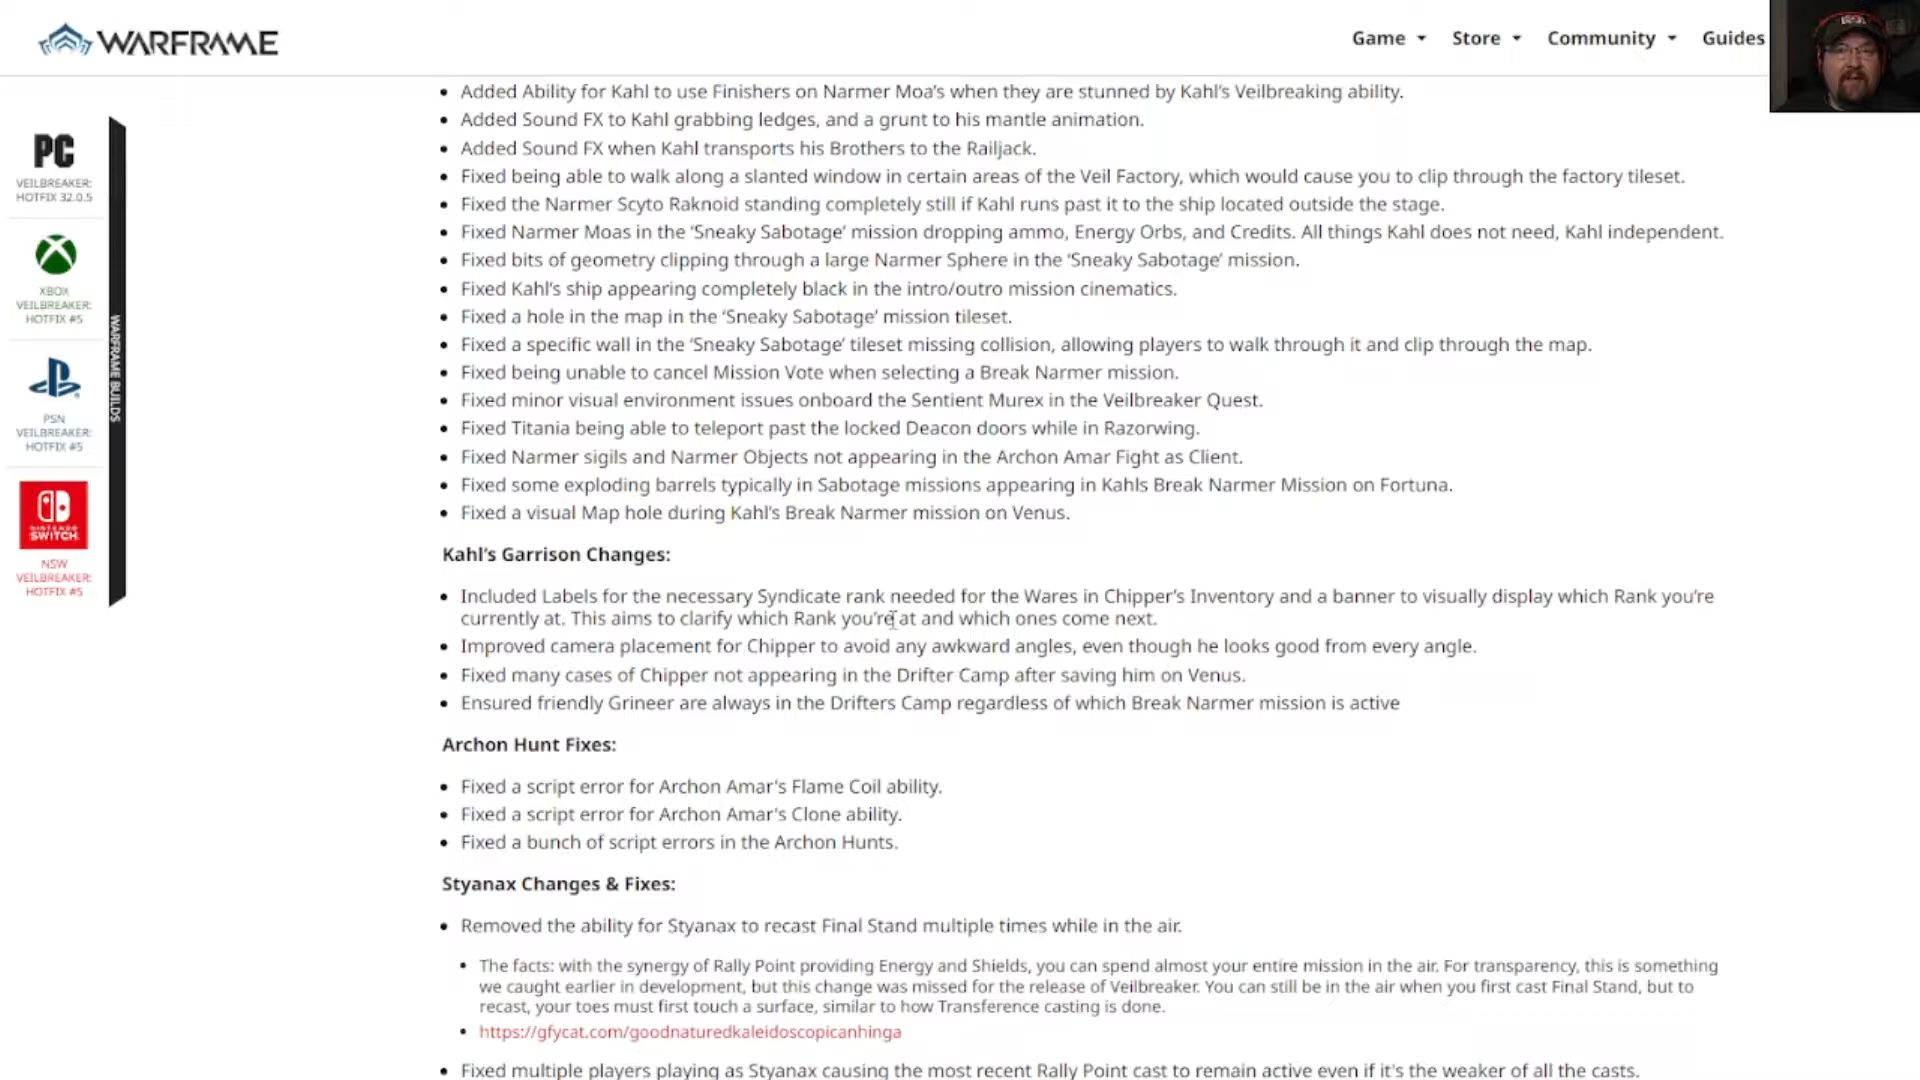 WARFRAME
Game Store Community Guides
• Added Ability for Kahl to use Finishers on Narmer Moa's when they are stunned by Kahl's Veilbreaking ability.
• Added Sound FX to Kahl grabbing ledges, and a grunt to his mantle animation.
• Added Sound FX when Kahl transports his Brothers to the Railjack.
• Fixed being able to walk along a slanted window in certain areas of the Veil Factory, which would cause you to clip through the factory tileset.
• Fixed the Narmer Scyto Raknoid standing completely still if Kahl runs past it to the ship located outside the stage.
• Fixed Narmer Moas in the 'Sneaky Sabotage' mission dropping ammo, Energy Orbs, and Credits. All things Kahl does not need, Kahl independent.
• Fixed bits of geometry clipping through a large Narmer Sphere in the 'Sneaky Sabotage' mission.
• Fixed Kahl's ship appearing completely black in the intro/outro mission cinematics.
• Fixed a hole in the map in the 'Sneaky Sabotage' mission tileset.
• Fixed a specific wall in the 'Sneaky Sabotage' tileset missing collision, allowing players to walk through it and clip through the map.
• Fixed being unable to cancel Mission Vote when selecting a Break Narmer mission.
• Fixed minor visual environment issues onboard the Sentient Murex in the Veilbreaker Quest.
• Fixed Titania being able to teleport past the locked Deacon doors while in Razorwing.
• Fixed Narmer sigils and Narmer Objects not appearing in the Archon Amar Fight as Client.
• Fixed some exploding barrels typically in Sabotage missions appearing in Kahls Break Narmer Mission on Fortuna.
• Fixed a visual Map hole during Kahl's Break Narmer mission on Venus.
Kahl's Garrison Changes:
• Included Labels for the necessary Syndicate rank needed for the Wares in Chipper's Inventory and a banner to visually display which Rank you're
currently at. This aims to clarify which Rank you're at and which ones come next.
• Improved camera placement for Chipper to avoid any awkward angles, even though he looks good from every angle.
• Fixed many cases of Chipper not appearing in the Drifter Camp after saving him on Venus.
• Ensured friendly Grineer are always in the Drifters Camp regardless of which Break Narmer mission is active
Archon Hunt Fixes:
• Fixed a script error for Archon Amar's Flame Coil ability.
• Fixed a script error for Archon Amar's Clone ability.
• Fixed a bunch of script errors in the Archon Hunts.
Styanax Changes & Fixes:
• Removed the ability for Styanax to recast Final Stand multiple times while in the air.
• The facts: with the synergy of Rally Point providing Energy and Shields, you can spend almost your entire mission in the air. For transparency, this is something
we caught earlier in development, but this change was missed for the release of Veilbreaker. You can still be in the air when you first cast Final Stand, but to
recast, your toes must first touch a surface, similar to how Transference casting is done.
• https://gfycat.com/goodnaturedkaleidoscopicanhinga
• Fixed multiple players playing as Styanax causing the most recent Rally Point cast to remain active even if it's the weaker of all the casts.
PC
VEILBREAKER:
HOTFIX 32.0.5
XBOX
VEILBREAKER:
HOTFIX #5
PSN
VEILBREAKER:
HOTFIX #5
NINTENDO
SWITCH
NSW
VEILBREAKER:
HOTFIX #5
WARFRAME BUILDS